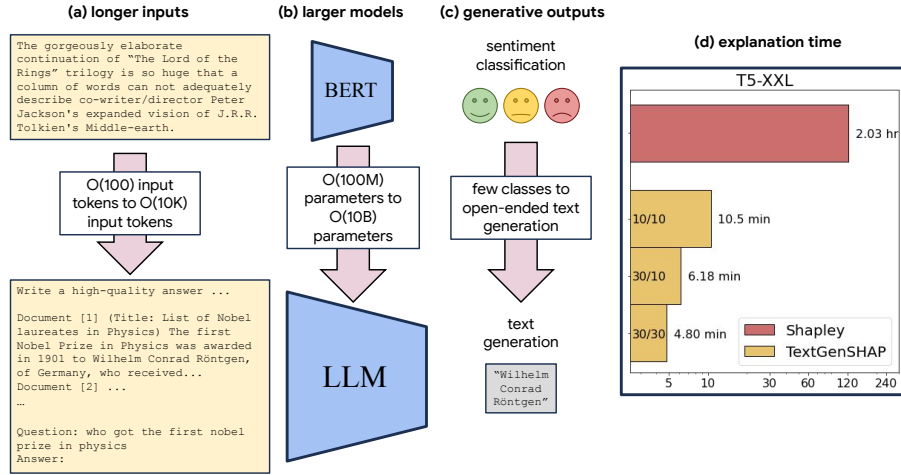 (a) longer inputs
The gorgeously elaborate
continuation of “The Lord of the
Rings” trilogy is so huge that a
column of words can not adequately
describe co-writer/director Peter
Jackson's expanded vision of J.R.R.
Tolkien's Middle-earth.
O(100) input
tokens to O(10K)
input tokens
Write a high-quality answer ...
Document [1] (Title: List of Nobel
laureates in Physics) The first
Nobel Prize in Physics was awarded
in 1901 to Wilhelm Conrad Röntgen,
of Germany, who received...
Document [2] ...
…
Question: who got the first nobel
prize in physics
Answer:
(b) larger models
BERT
O(100M)
parameters to
O(10B)
parameters
LLM
(c) generative outputs
sentiment
classification
few classes to
open-ended text
generation
text
generation
“Wilhelm
Conrad
Röntgen”
(d) explanation time
T5-XXL
2.03 hr
10/10 10.5 min
30/10 6.18 min
30/30 4.80 min
Shapley
TextGenSHAP
5 10 30 60 120 240